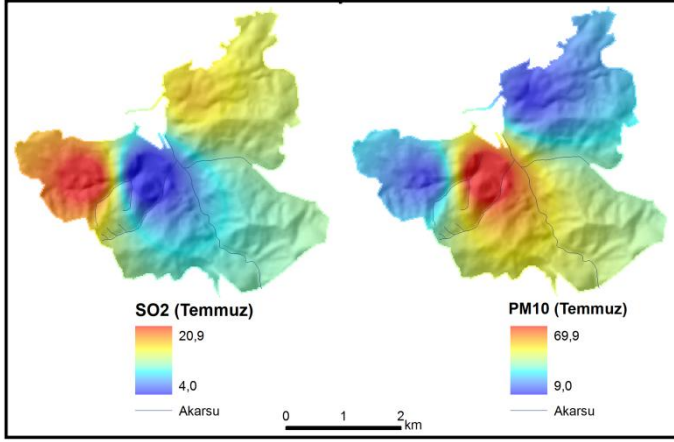 SO2 (Temmuz)
20,9
4,0
Akarsu
PM10 (Temmuz)
69,9
9,0
Akarsu
0 1 2
km